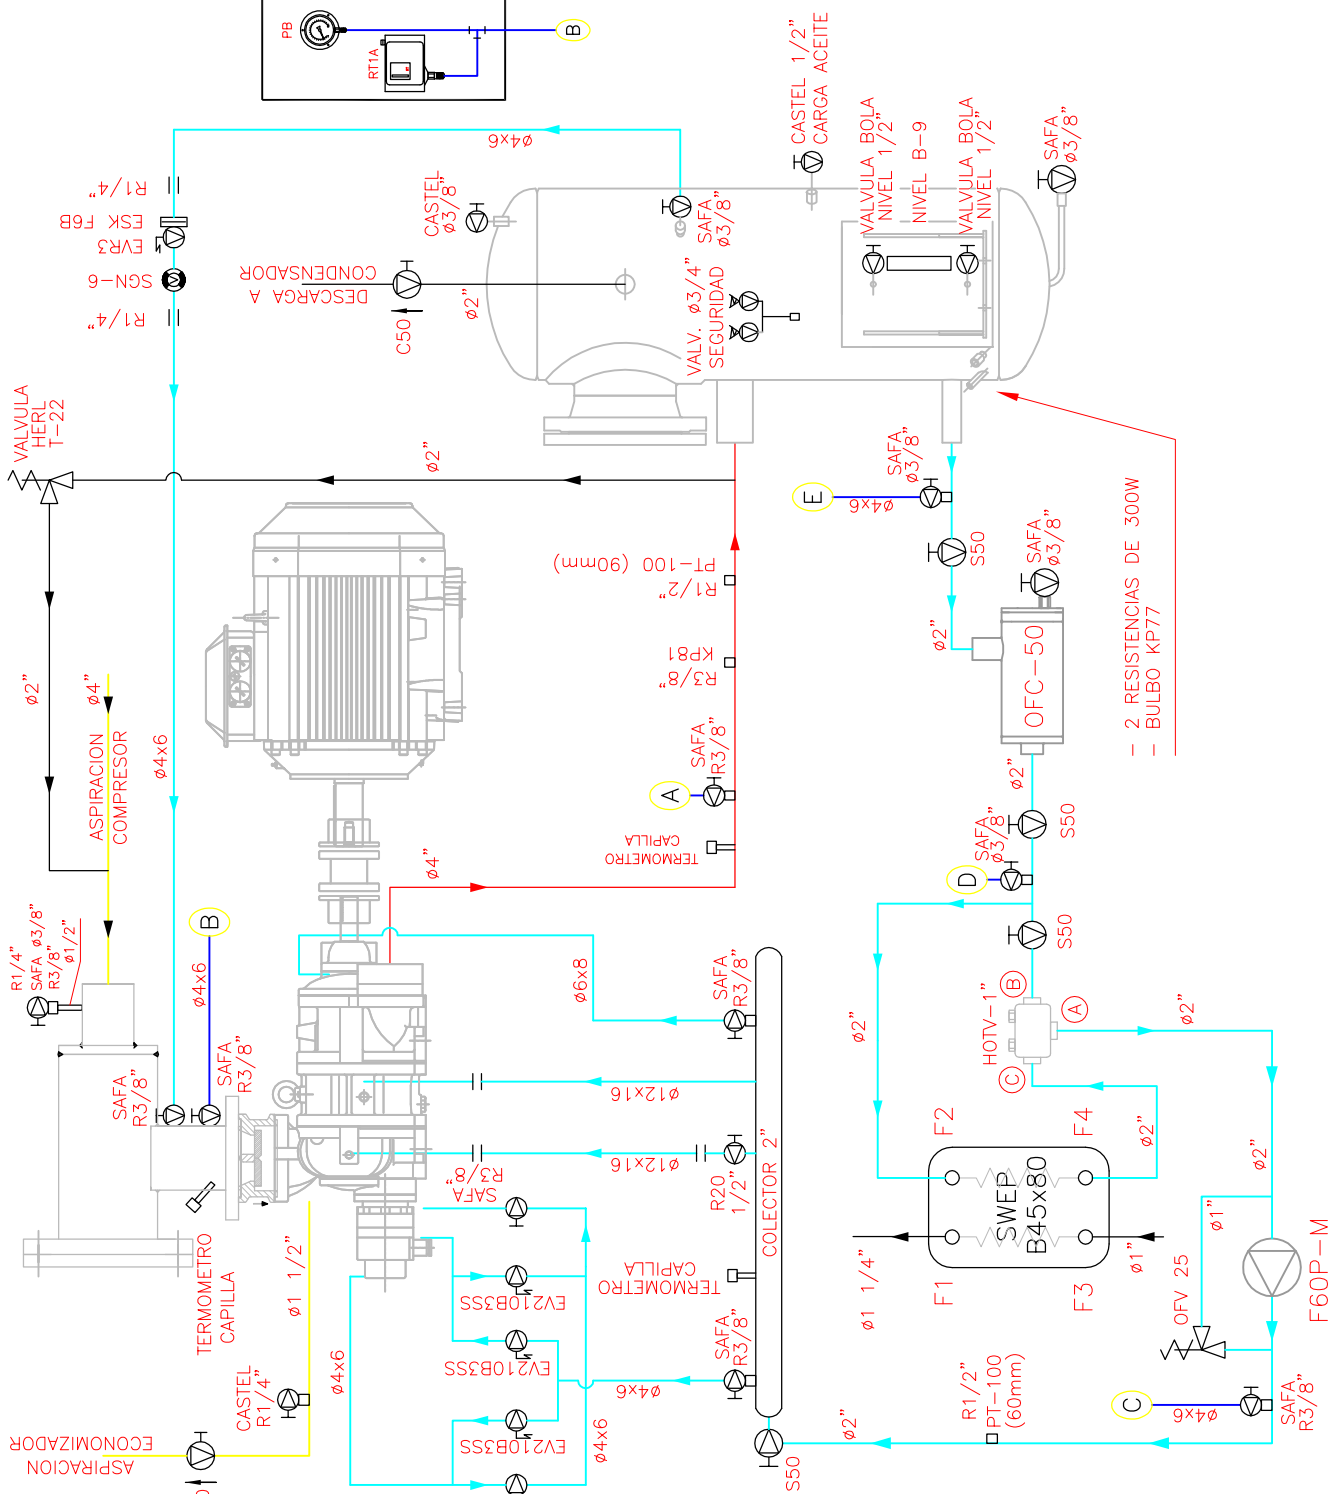 PB
RT1A
B
CASTEL 1/2"
CARGA ACEITE
VALVULA BOLA
NIVEL 1/2"
NIVEL B-9
VALVULA BOLA
NIVEL 1/2"
SAFA
ø3/8"
ø4x6
R1/4"
ESK F6B
EVR3
SGN-6
R1/4"
CASTEL
ø3/8"
SAFA
ø3/8"
DESCARGA A
CONDENSADOR
ø2"
C50
VALV. ø3/4"
SEGURIDAD
VALVULA
HERL
T-22
ø2"
ø2"
ø4"
ASPIRACION
COMPRESOR
ø4x6
SAFA
ø3/8"
E
ø4x6
S50
PT-100 (90mm)
R1/2"
KP81
R3/8"
SAFA
R3/8"
A
TERMOMETRO
CAPILLA
ø4"
ø2"
SAFA
ø3/8"
OFC-50
- 2 RESISTENCIAS DE 300W
- BULBO KP77
ø2"
S50
SAFA
ø3/8"
D
S50
R1/4"
SAFA ø3/8"
R3/8"
ø1/2"
B
ø4x6
SAFA
R3/8"
SAFA
R3/8"
ø6x8
SAFA
R3/8"
ø12x16
ø12x16
R20
1/2"
SAFA
R3/8"
COLECTOR 2"
HOTV-1"
B
A
C
ø2"
ø2"
F2
F4
ø2"
SWEP
B45x80
F1
F3
ø1 1/4"
ø1"
ø1"
ø2"
OFV 25
F60P-M
TERMOMETRO
CAPILLA
ø1 1/2"
CASTEL
R1/4"
ASPIRACION
ECONOMIZADOR
ø4x6
EV210B3SS
EV210B3SS
EV210B3SS
ø4x6
ø4x6
TERMOMETRO
CAPILLA
SAFA
R3/8"
S50
ø2"
R1/2"
PT-100
(60mm)
C
ø4x6
SAFA
R3/8"